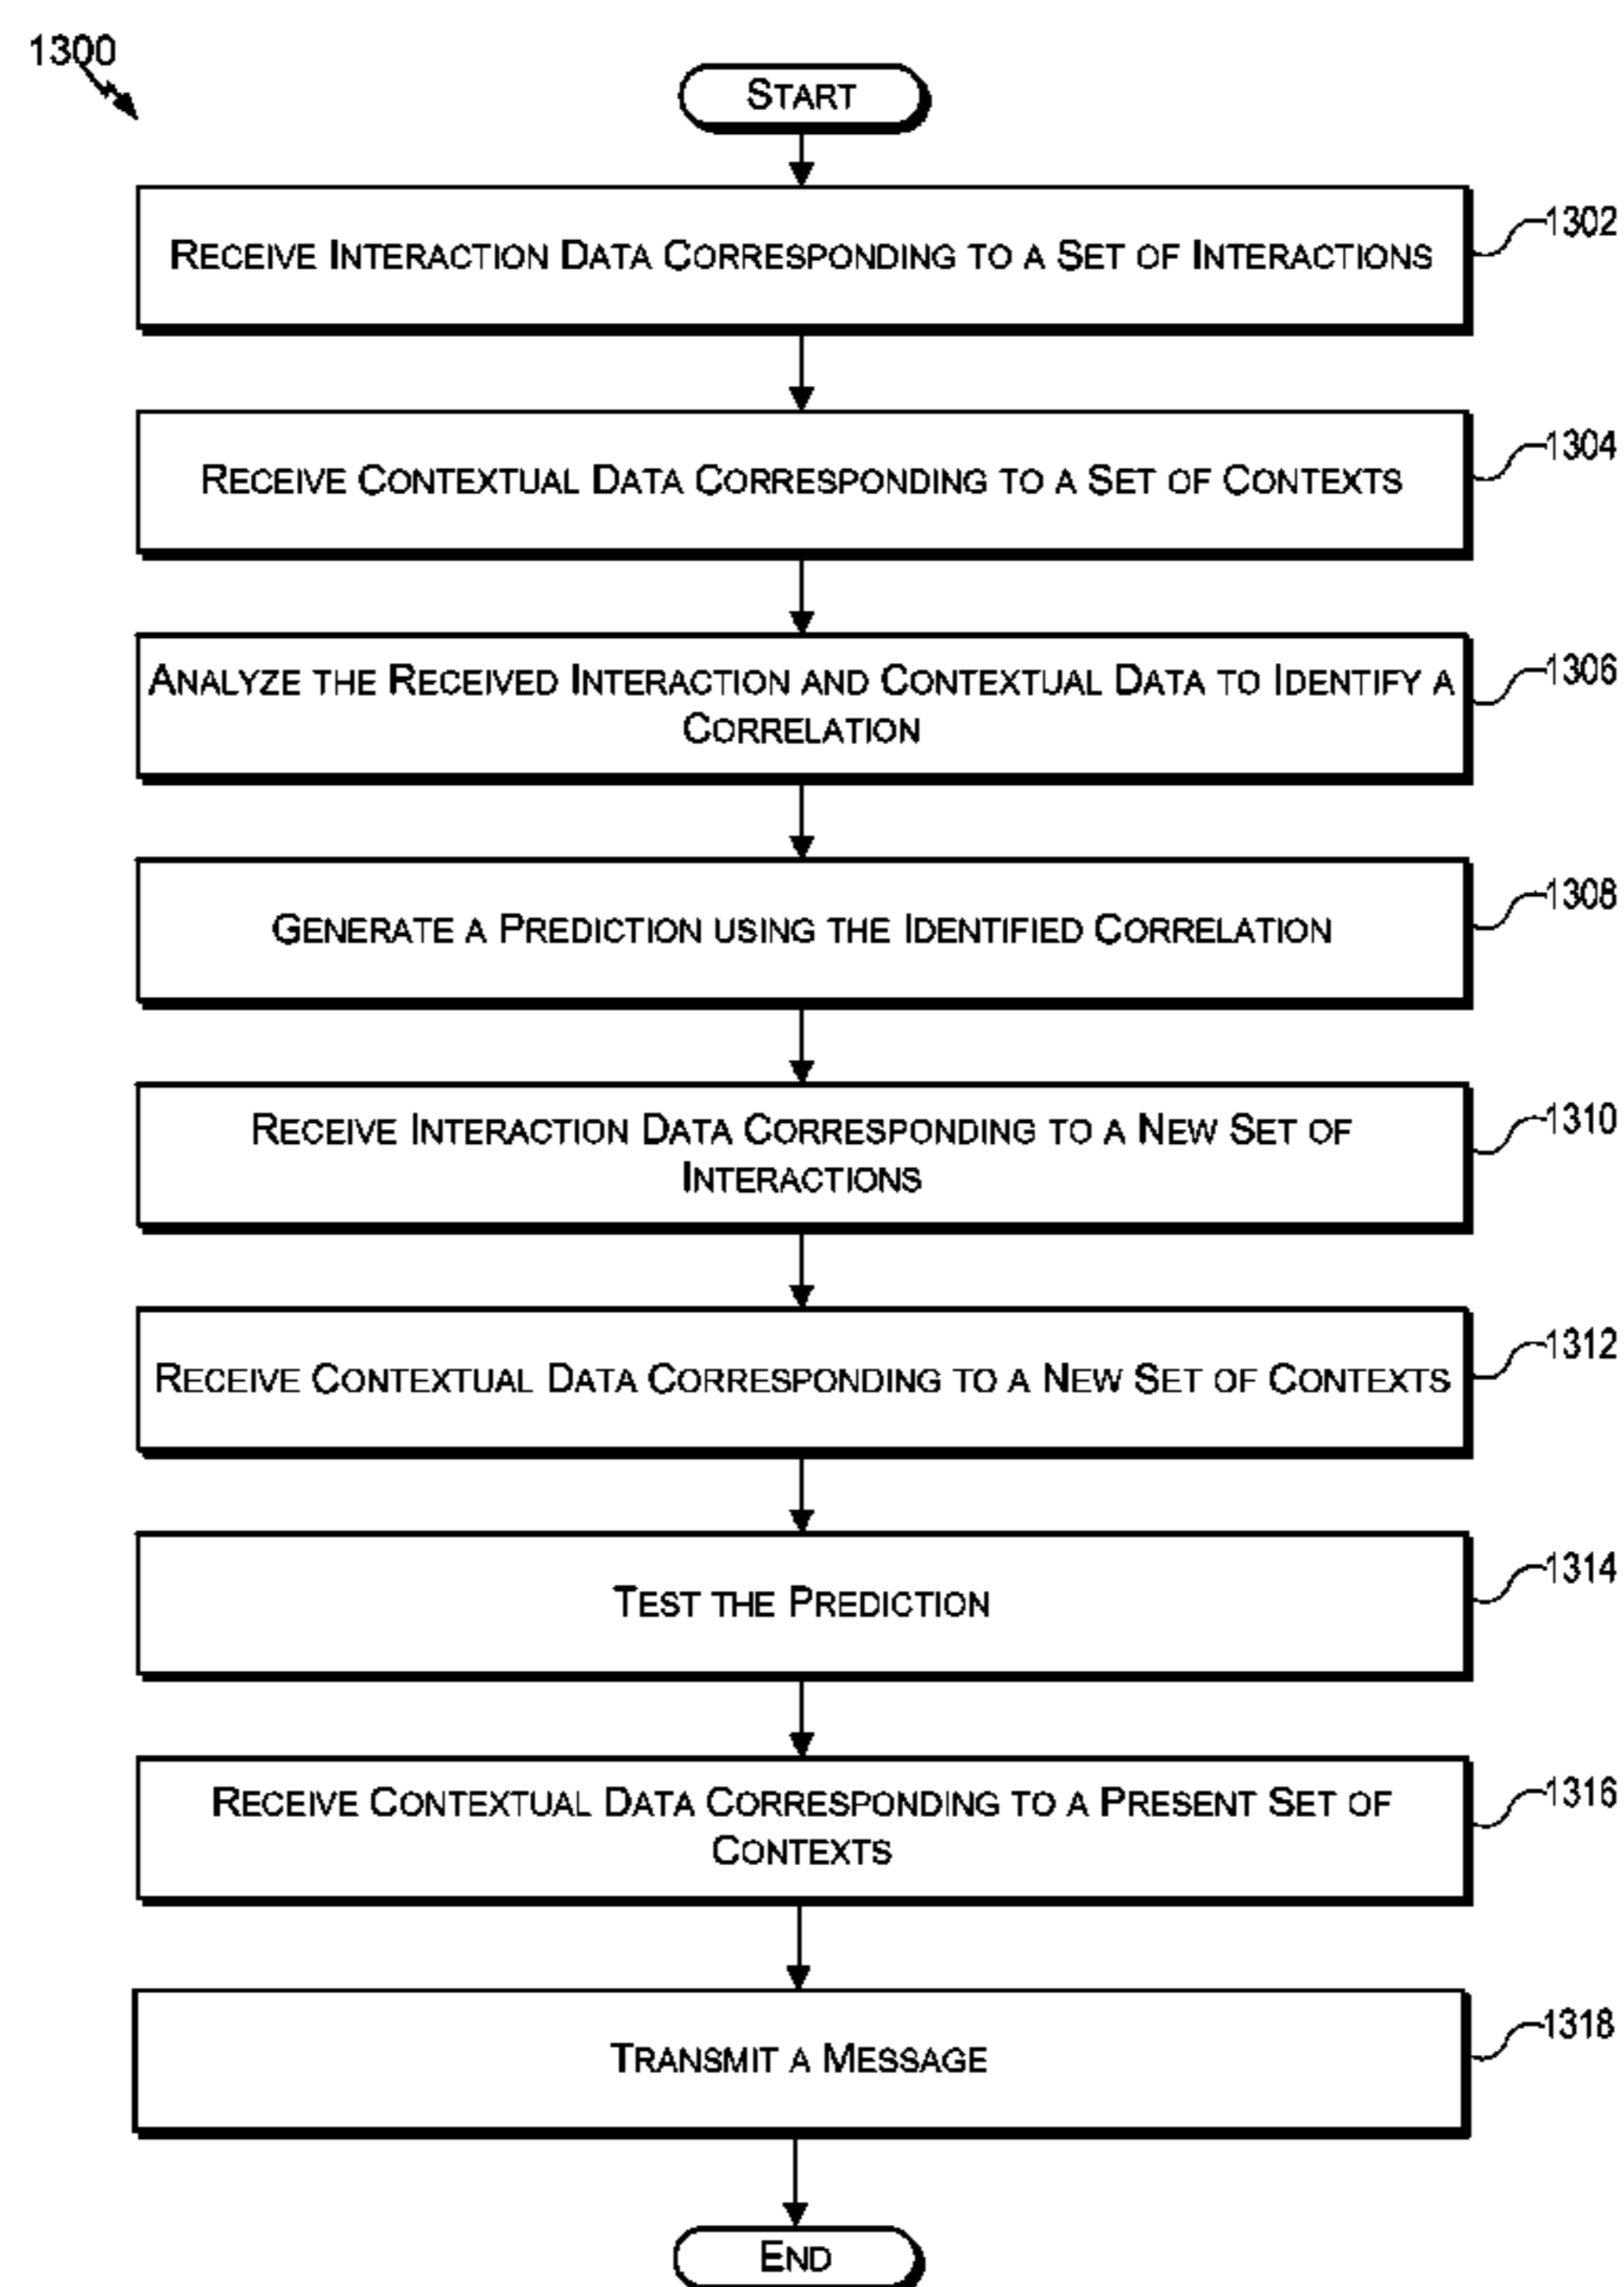 1300
START
RECEIVE INTERACTION DATA CORRESPONDING TO A SET OF INTERACTIONS
1302
RECEIVE CONTEXTUAL DATA CORRESPONDING TO A SET OF CONTEXTS
1304
ANALYZE THE RECEIVED INTERACTION AND CONTEXTUAL DATA TO IDENTIFY A
CORRELATION
1306
GENERATE A PREDICTION USING THE IDENTIFIED CORRELATION
1308
RECEIVE INTERACTION DATA CORRESPONDING TO A NEW SET OF
INTERACTIONS
1310
RECEIVE CONTEXTUAL DATA CORRESPONDING TO A NEW SET OF CONTEXTS
1312
TEST THE PREDICTION
1314
RECEIVE CONTEXTUAL DATA CORRESPONDING TO A PRESENT SET OF
CONTEXTS
1316
TRANSMIT A MESSAGE
1318
END